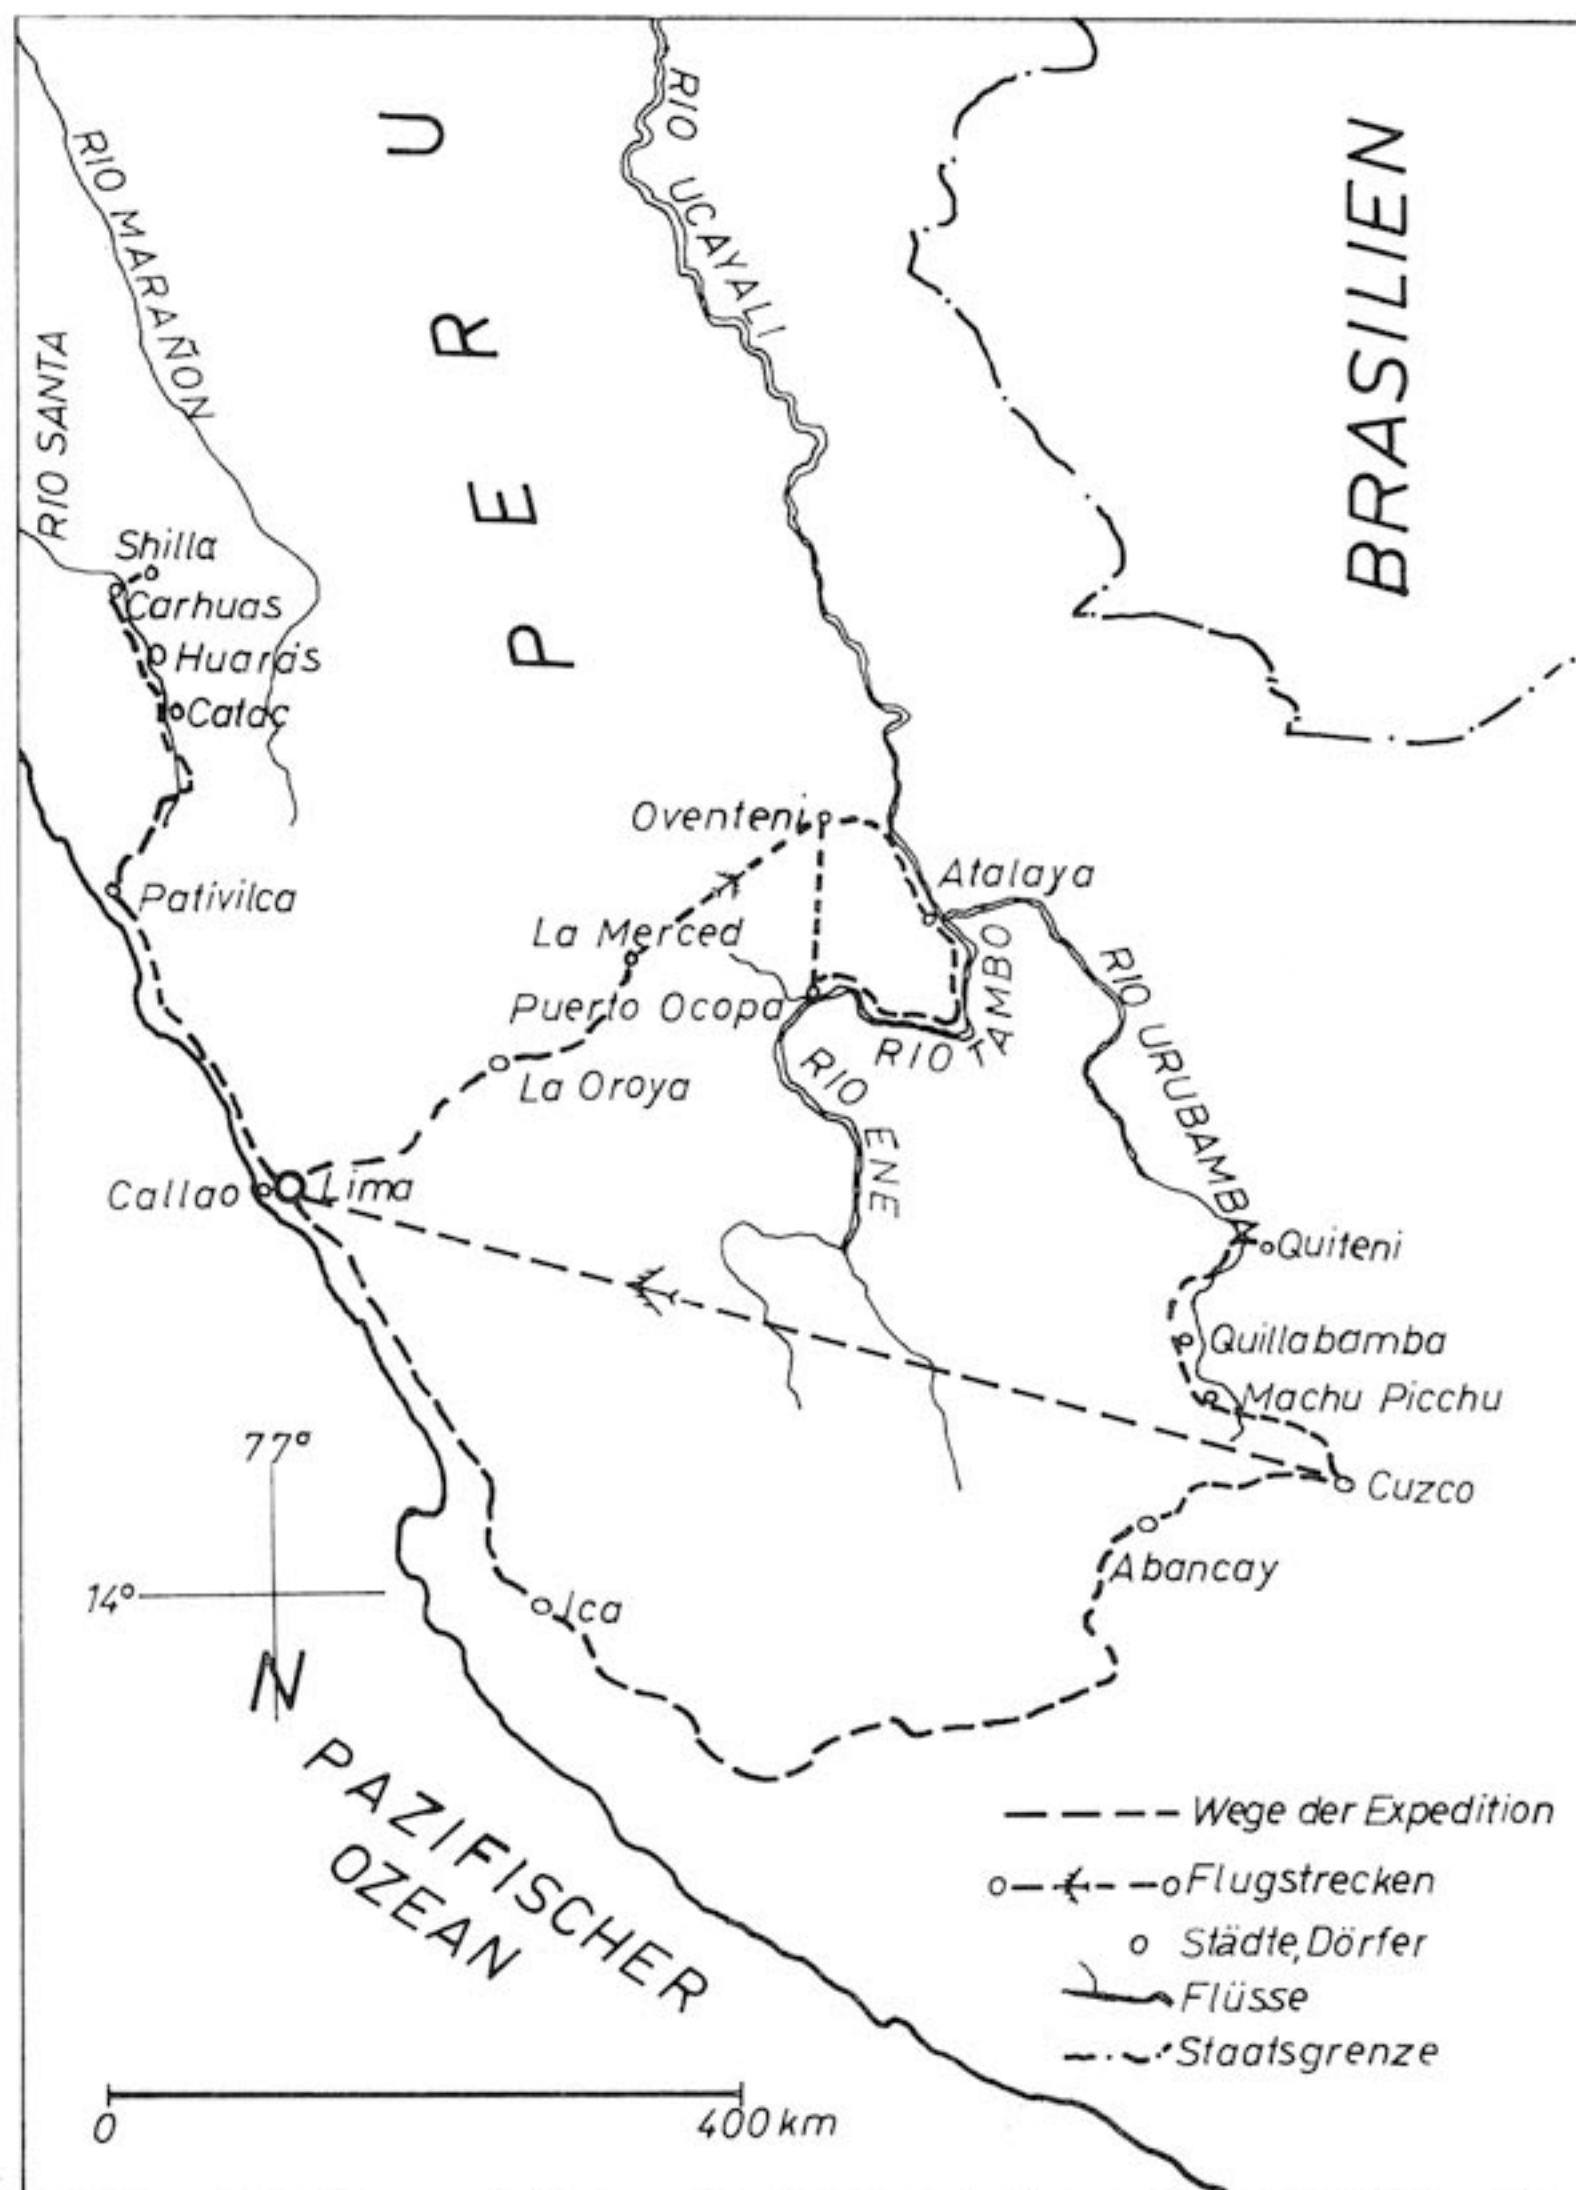 PERU
BRASILIEN
RIO MARAÑON
RIO UCAYALI
RIO SANTA
Shilla
Carhuas
Huarás
Catac
Pativilca
Oventeni
Atalaya
La Merced
Puerto Ocopa
RIO TAMBO
RIO URUBAMBA
La Oroya
RIO ENE
Callao
Lima
Quiteni
Quillabamba
Machu Picchu
Cuzco
77°
Abancay
14°
Ica
N
PAZIFISCHER
OZEAN
Wege der Expedition
Flugstrecken
Städte, Dörfer
Flüsse
Staatsgrenze
0
400 km